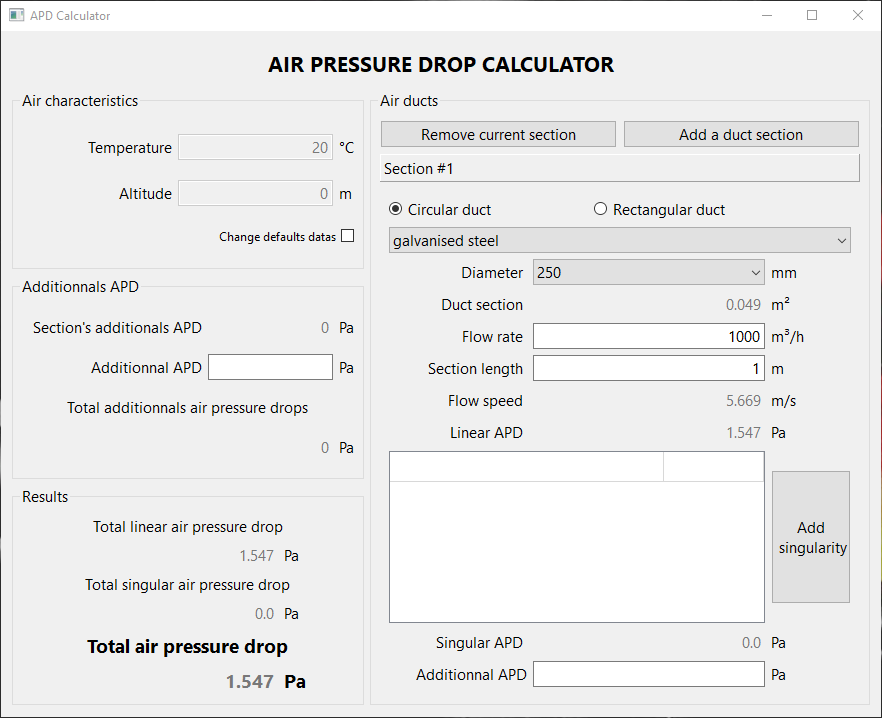 APD Calculator
AIR PRESSURE DROP CALCULATOR
Air characteristics
Temperature 20 °C
Altitude 0 m
Change defaults datas
Additionnals APD
Section's additionals APD 0 Pa
Additionnal APD Pa
Total additionnals air pressure drops
0 Pa
Results
Total linear air pressure drop
1.547 Pa
Total singular air pressure drop
0.0 Pa
Total air pressure drop
1.547 Pa
Air ducts
Remove current section Add a duct section
Section #1
Circular duct Rectangular duct
galvanised steel
Diameter 250 mm
Duct section 0.049 m²
Flow rate 1000 m³/h
Section length 1 m
Flow speed 5.669 m/s
Linear APD 1.547 Pa
Add
singularity
Singular APD 0.0 Pa
Additionnal APD Pa